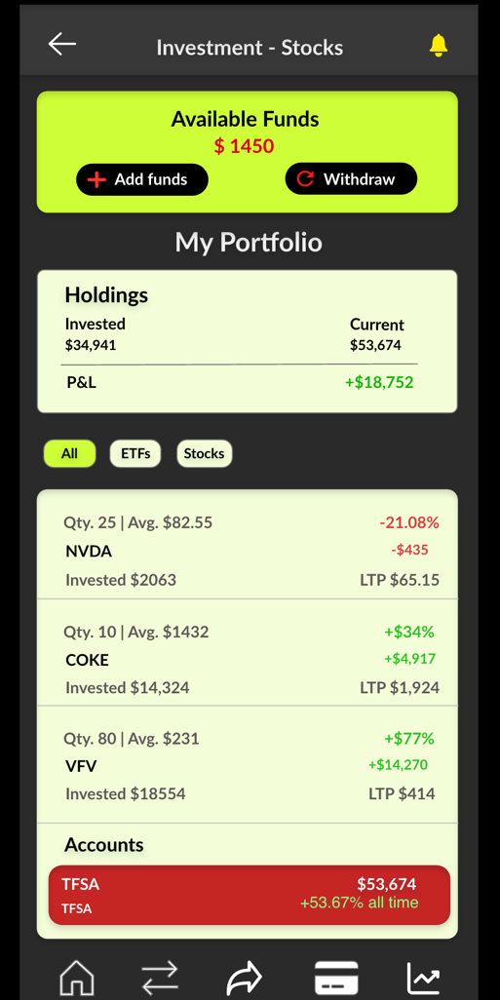 Investment - Stocks
Available Funds
$ 1450
Add funds
Withdraw
My Portfolio
Holdings
Invested
Current
$34,941
$53,674
P&L
+$18,752
All
ETFs
Stocks
Qty. 25 | Avg. $82.55
-21.08%
NVDA
-$435
Invested $2063
LTP $65.15
Qty. 10 | Avg. $1432
+$34%
COKE
+$4,917
Invested $14,324
LTP $1,924
Qty. 80 | Avg. $231
+$77%
VFV
+$14,270
Invested $18554
LTP $414
Accounts
TFSA
$53,674
TFSA
+53.67% all time